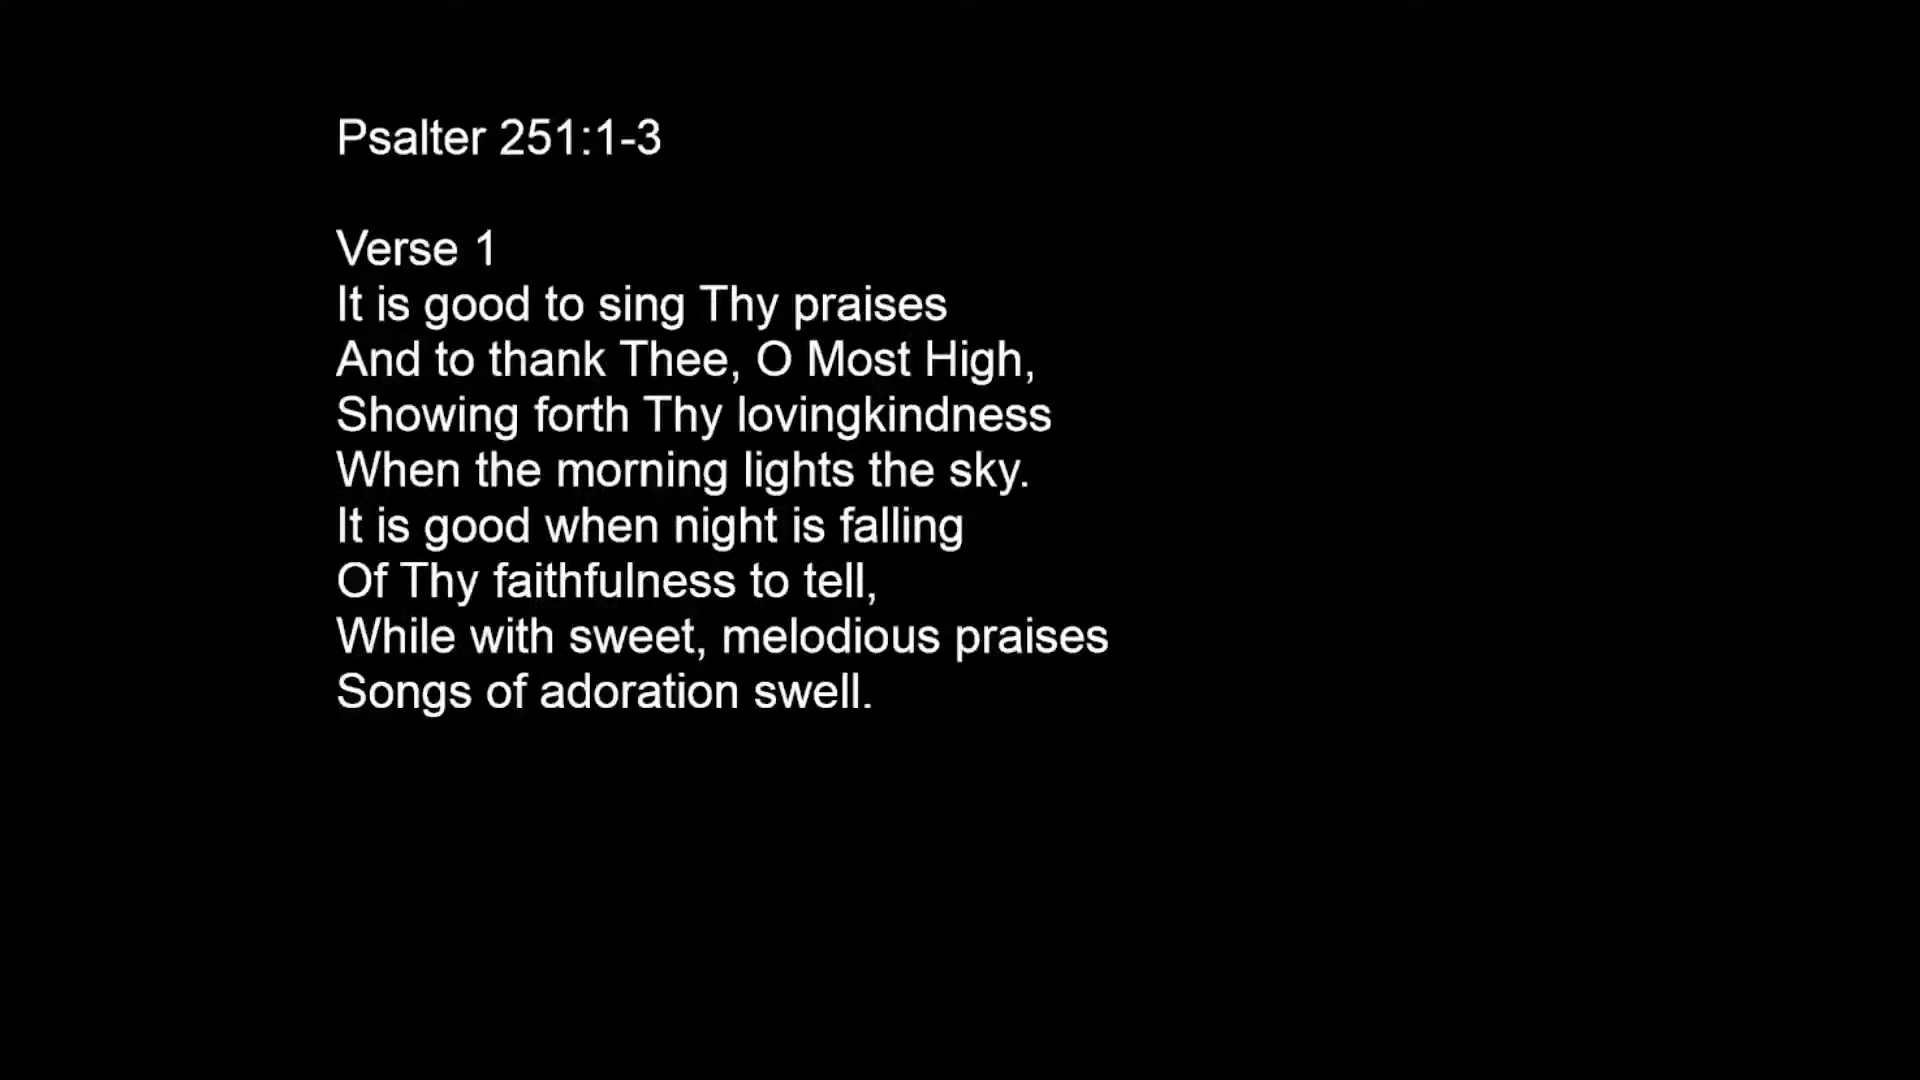 Psalter 251:1-3
Verse 1
It is good to sing Thy praises
And to thank Thee, O Most High,
Showing forth Thy lovingkindness
When the morning lights the sky.
It is good when night is falling
Of Thy faithfulness to tell,
While with sweet, melodious praises
Songs of adoration swell.